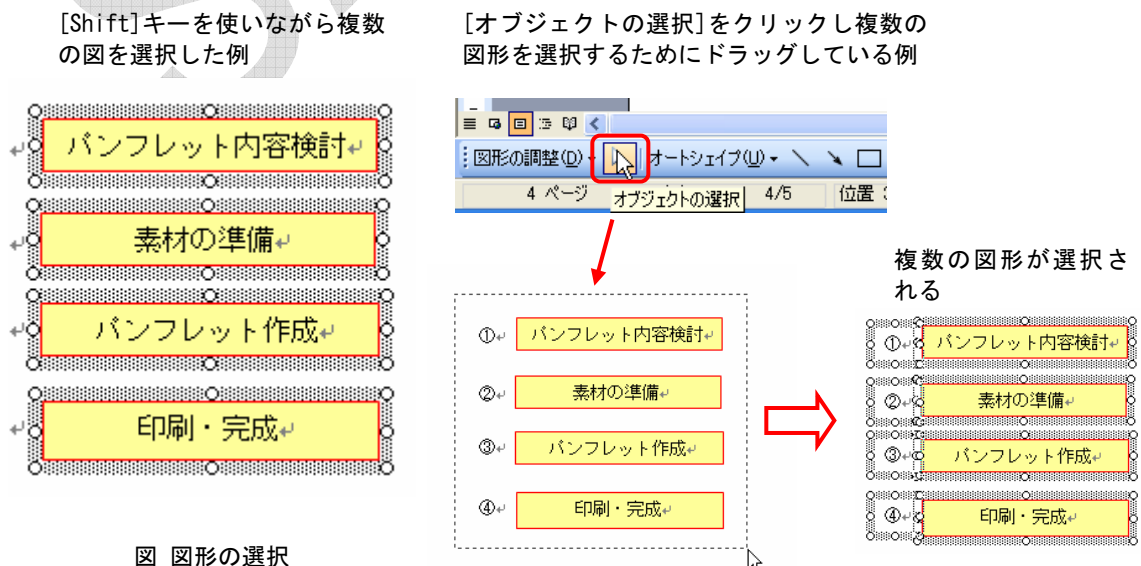 [Shift]キーを使いながら複数
の図を選択した例
パンフレット内容検討↵
素材の準備↵
パンフレット作成↵
印刷・完成↵
図 図形の選択
[オブジェクトの選択]をクリックし複数の
図形を選択するためにドラッグしている例
図形の調整(D)
オートシェイプ(U)
4 ページ
4/5
位置
オブジェクトの選択
①↵ パンフレット内容検討↵
②↵ 素材の準備↵
③↵ パンフレット作成↵
④↵ 印刷・完成↵
複数の図形が選択さ
れる
①↵ パンフレット内容検討↵
②↵ 素材の準備↵
③↵ パンフレット作成↵
④↵ 印刷・完成↵